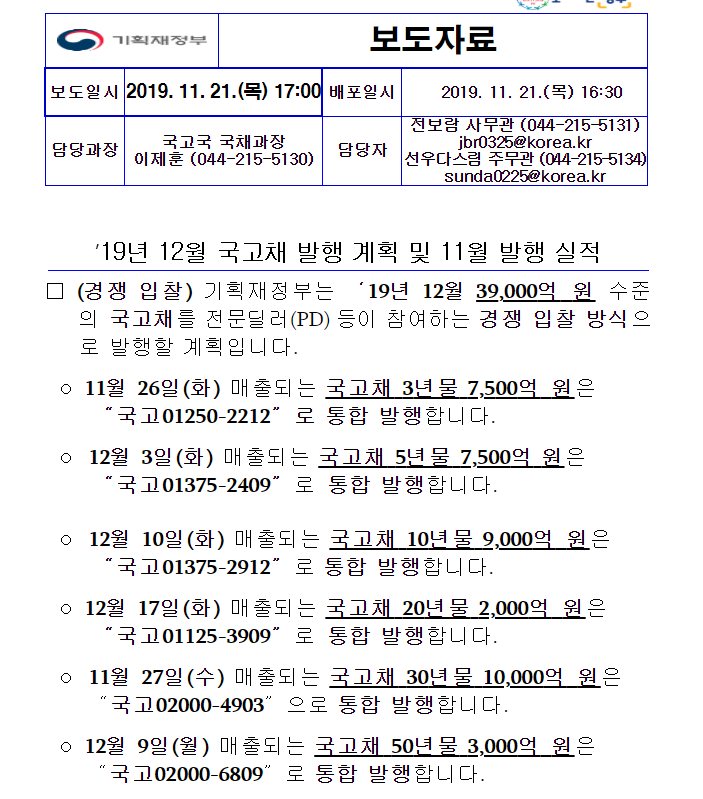 기획재정부
보도자료
보도일시 2019. 11. 21.(목) 17:00 배포일시 2019. 11. 21.(목) 16:30
담당과장 국고국 국채과장
이제훈 (044-215-5130)
담당자 전보람 사무관 (044-215-5131)
jbr0325@korea.kr
선우다스림 주무관 (044-215-5134)
sunda0225@korea.kr
’19년 12월 국고채 발행 계획 및 11월 발행 실적
□ (경쟁 입찰) 기획재정부는 ‘19년 12월 39,000억 원 수준
의 국고채를 전문딜러(PD) 등이 참여하는 경쟁 입찰 방식으
로 발행할 계획입니다.
○ 11월 26일(화) 매출되는 국고채 3년물 7,500억 원은
“국고01250-2212” 로 통합 발행합니다.
○ 12월 3일(화) 매출되는 국고채 5년물 7,500억 원은
“국고01375-2409” 로 통합 발행합니다.
○ 12월 10일(화) 매출되는 국고채 10년물 9,000억 원은
“국고01375-2912” 로 통합 발행합니다.
○ 12월 17일(화) 매출되는 국고채 20년물 2,000억 원은
“국고01125-3909” 로 통합 발행합니다.
○ 11월 27일(수) 매출되는 국고채 30년물 10,000억 원은
“국고02000-4903” 으로 통합 발행합니다.
○ 12월 9일(월) 매출되는 국고채 50년물 3,000억 원은
“국고02000-6809” 로 통합 발행합니다.